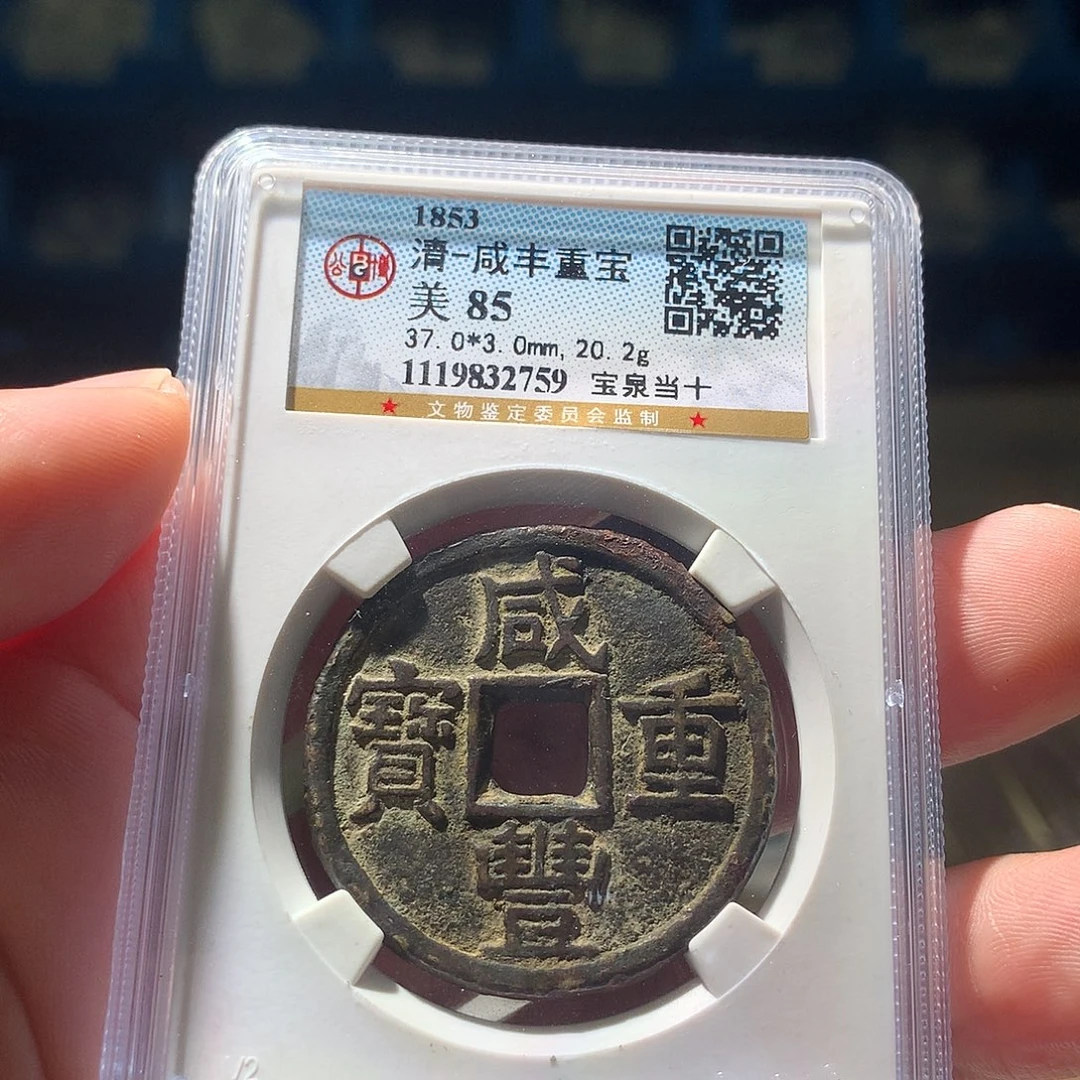 1853
清-咸丰重宝
美 85
37.0*3.0mm, 20.2g
1119832759 宝泉当十
★ 文物鉴定委员会监制 ★
咸
寶 重
豐
12